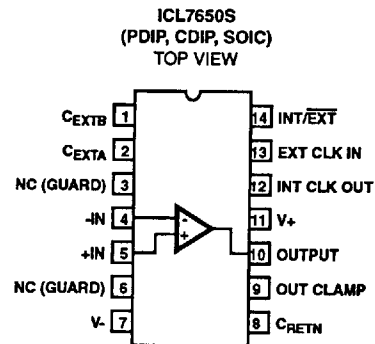 ICL7650S
(PDIP, CDIP, SOIC)
TOP VIEW
CEXTB 1
CEXTA 2
NC (GUARD) 3
-IN 4
+IN 5
NC (GUARD) 6
V- 7
- +
14 INT/EXT
13 EXT CLK IN
12 INT CLK OUT
11 V+
10 OUTPUT
9 OUT CLAMP
8 CRETN